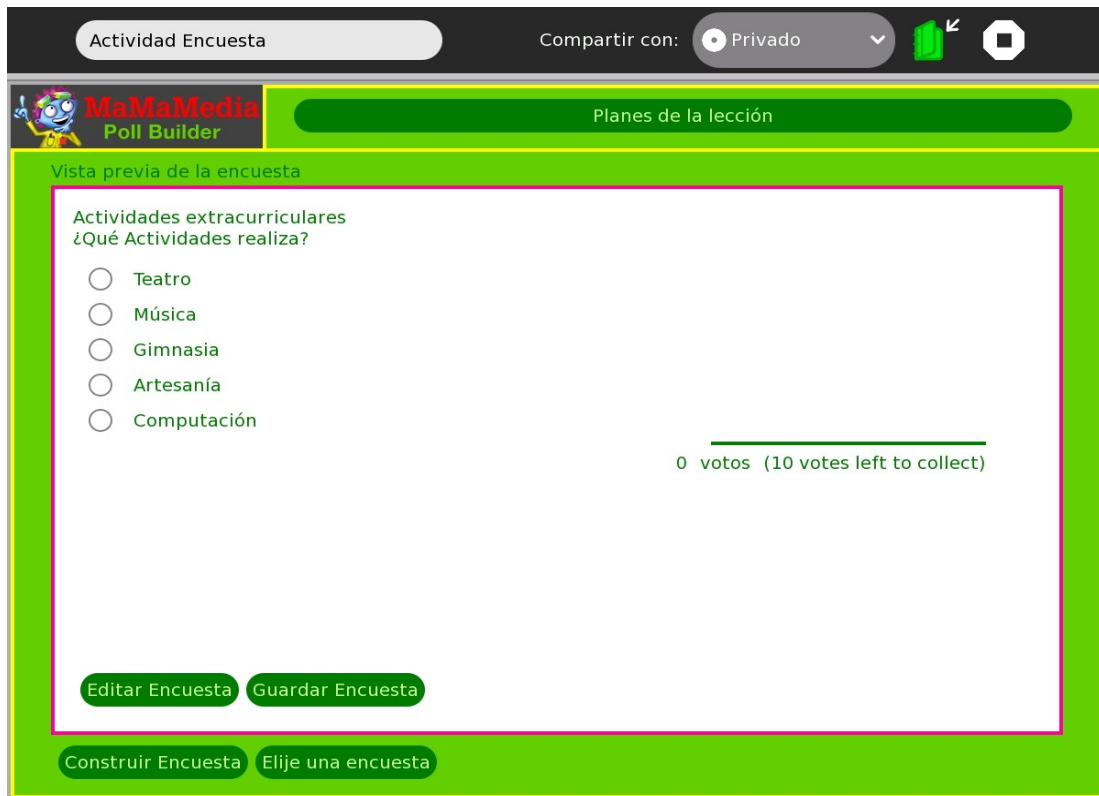 Actividad Encuesta
Compartir con:
Privado
MaMaMedia
Poll Builder
Planes de la lección
Vista previa de la encuesta
Actividades extracurriculares
¿Qué Actividades realiza?
Teatro
Música
Gimnasia
Artesanía
Computación
0 votos (10 votes left to collect)
Editar Encuesta Guardar Encuesta
Construir Encuesta Elije una encuesta